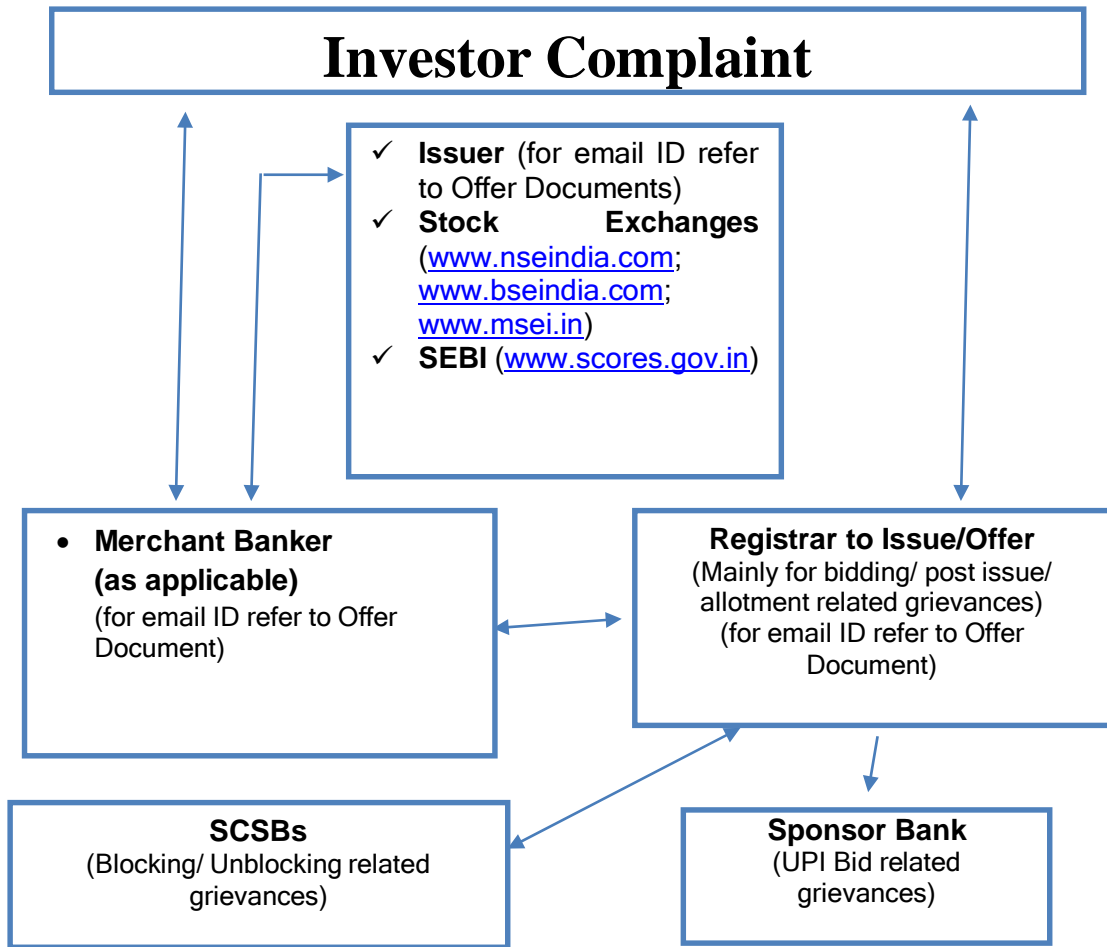 Investor Complaint
✓ Issuer (for email ID refer
to Offer Documents)
✓ Stock Exchanges
(www.nseindia.com;
www.bseindia.com;
www.msei.in)
✓ SEBI (www.scores.gov.in)
• Merchant Banker
(as applicable)
(for email ID refer to Offer
Document)
Registrar to Issue/Offer
(Mainly for bidding/ post issue/
allotment related grievances)
(for email ID refer to Offer
Document)
SCSBs
(Blocking/ Unblocking related
grievances)
Sponsor Bank
(UPI Bid related
grievances)